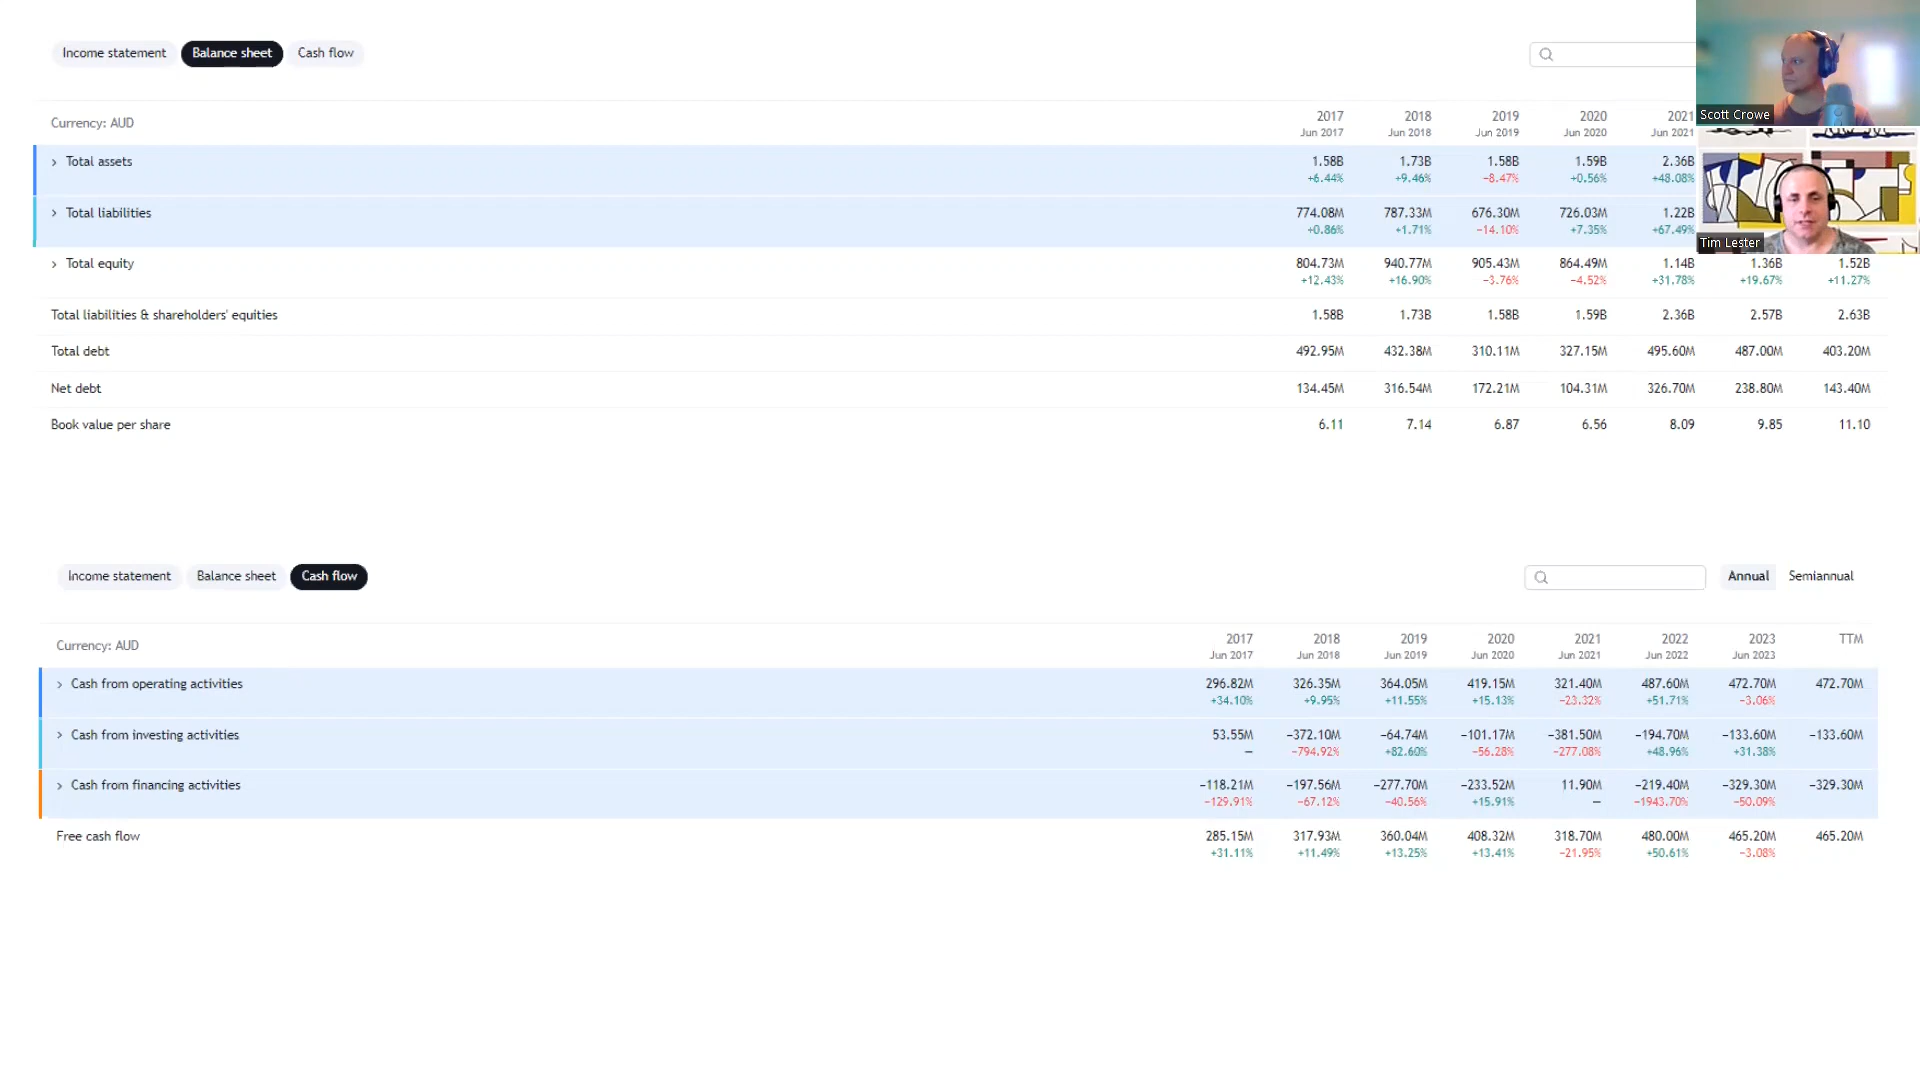 Income statement Balance sheet Cash flow
Scott Crowe
Currency: AUD 2017 2018 2019 2020 2021
Jun 2017 Jun 2018 Jun 2019 Jun 2020 Jun 2021
Total assets 1.58B 1.73B 1.58B 1.59B 2.36B
+6.44% +9.46% −8.47% +0.56% +48.08%
Total liabilities 774.08M 787.33M 676.30M 726.03M 1.22B
+0.86% +1.71% −14.10% +7.35% +67.49%
Tim Lester
Total equity 804.73M 940.77M 905.43M 864.49M 1.14B 1.36B 1.52B
+12.43% +16.90% −3.76% −4.52% +31.78% +19.67% +11.27%
Total liabilities & shareholders' equities 1.58B 1.73B 1.58B 1.59B 2.36B 2.57B 2.63B
Total debt 492.95M 432.38M 310.11M 327.15M 495.60M 487.00M 403.20M
Net debt 134.45M 316.54M 172.21M 104.31M 326.70M 238.80M 143.40M
Book value per share 6.11 7.14 6.87 6.56 8.09 9.85 11.10
Income statement Balance sheet Cash flow Annual Semiannual
Currency: AUD 2017 2018 2019 2020 2021 2022 2023 TTM
Jun 2017 Jun 2018 Jun 2019 Jun 2020 Jun 2021 Jun 2022 Jun 2023
Cash from operating activities 296.82M 326.35M 364.05M 419.15M 321.40M 487.60M 472.70M 472.70M
+34.10% +9.95% +11.55% +15.13% −23.32% +51.71% −3.06%
Cash from investing activities 53.55M −372.10M −64.74M −101.17M −381.50M −194.70M −133.60M −133.60M
— −794.92% +82.60% −56.28% −277.08% +48.96% +31.38%
Cash from financing activities −118.21M −197.56M −277.70M −233.52M 11.90M −219.40M −329.30M −329.30M
−129.91% −67.12% −40.56% +15.91% — −1943.70% −50.09%
Free cash flow 285.15M 317.93M 360.04M 408.32M 318.70M 480.00M 465.20M 465.20M
+31.11% +11.49% +13.25% +13.41% −21.95% +50.61% −3.08%